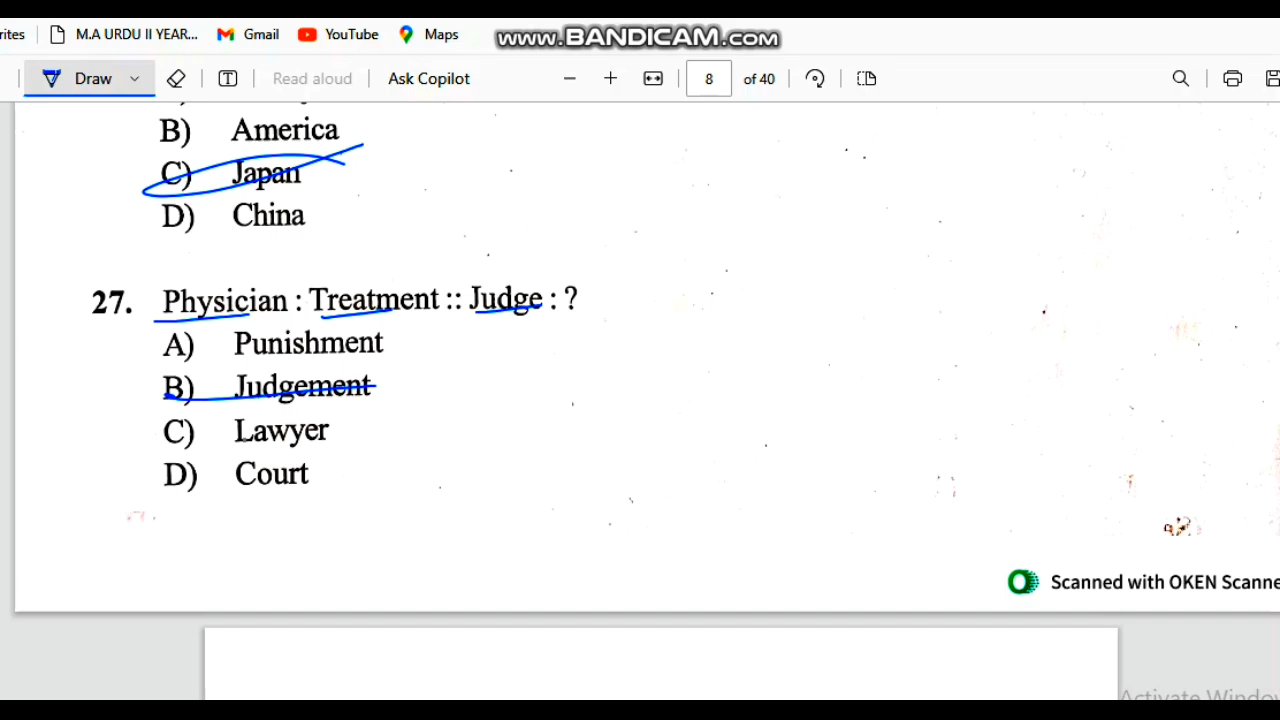 rites M.A URDU II YEAR... Gmail YouTube Maps www.BANDICAM.com
Draw Read aloud Ask Copilot 8 of 40
B) America
C) Japan
D) China
27. Physician : Treatment :: Judge : ?
A) Punishment
B) Judgement
C) Lawyer
D) Court
Scanned with OKEN Scanne
Activate Window